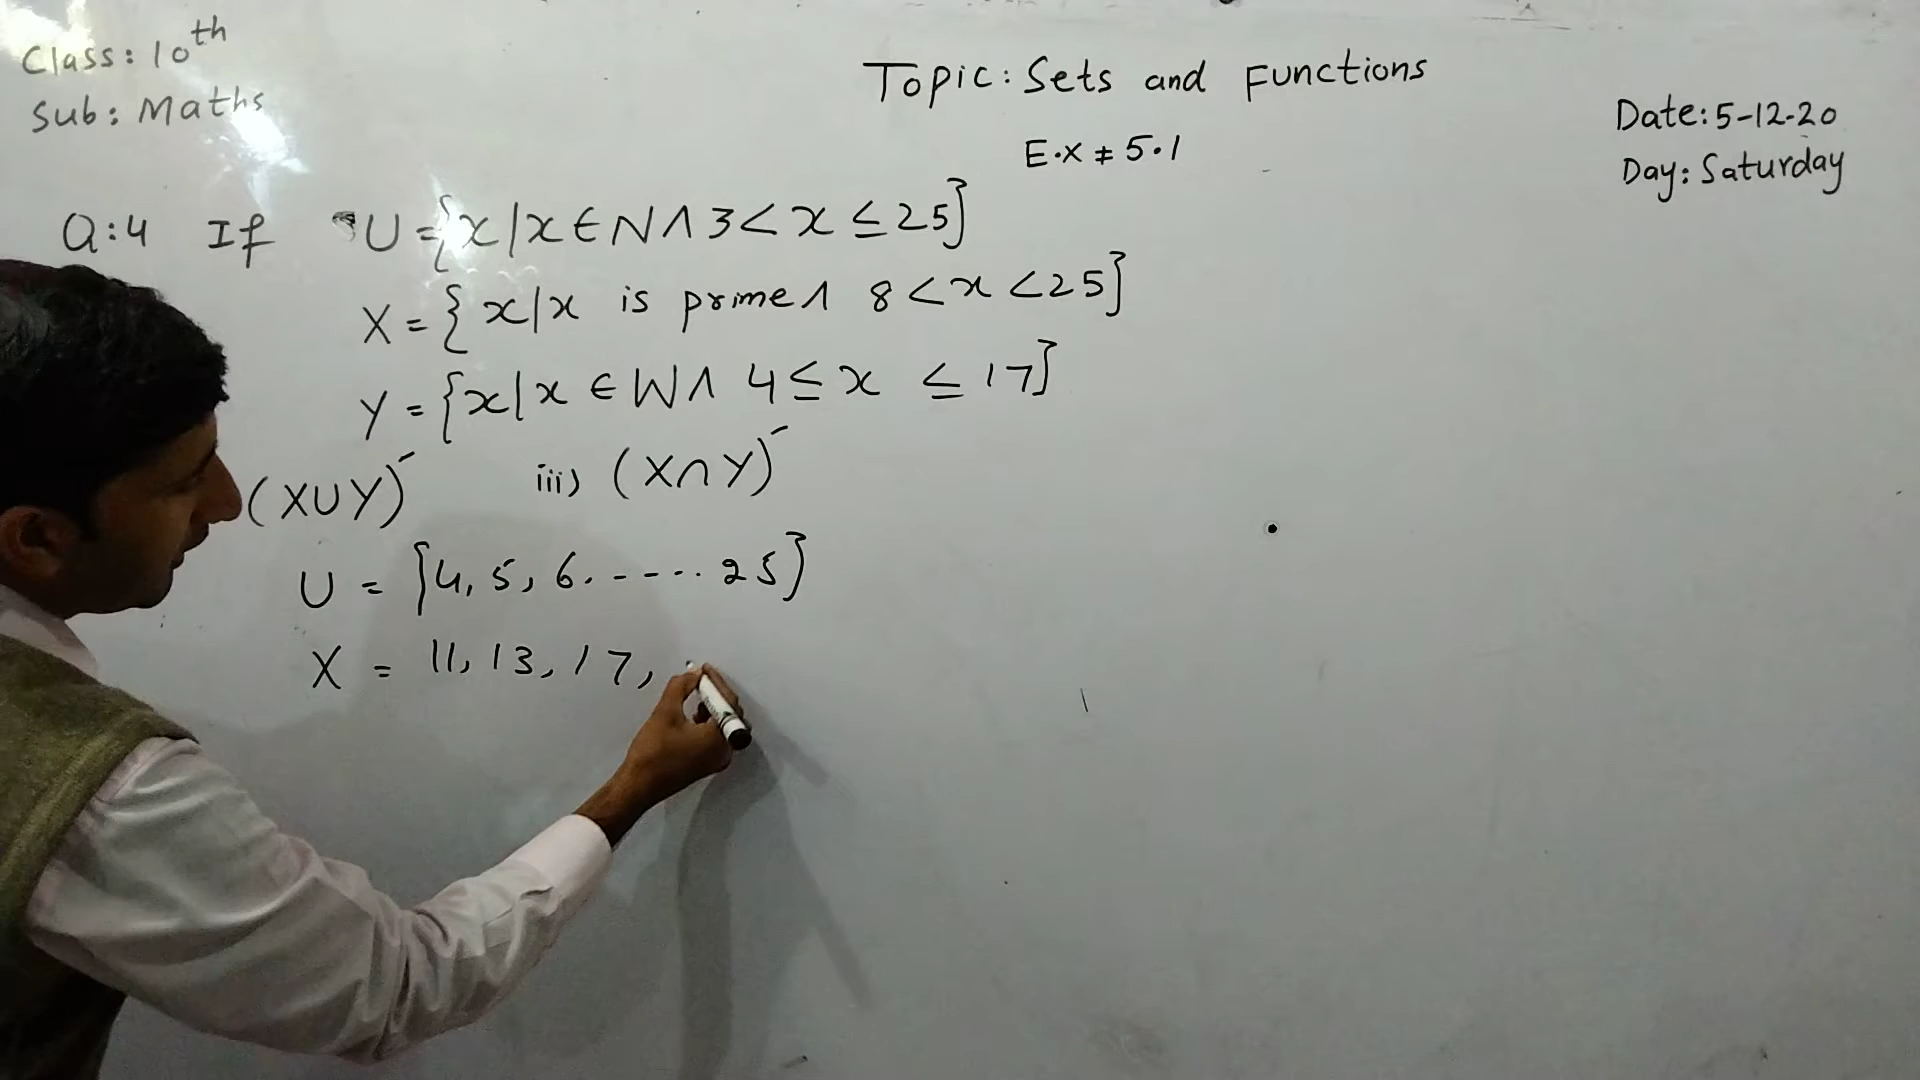 Class: 10th
Sub: Maths
Topic: Sets and Functions
E.X ≠ 5.1
Date: 5-12-20
Day: Saturday
Q:4 If U = {x/x ∈ N ∧ 3 < x ≤ 25}
X = {x/x is prime ∧ 8 < x < 25}
Y = {x/x ∈ W ∧ 4 ≤ x ≤ 17}
(X∪Y)′ iii) (X∩Y)′
U = {4, 5, 6. ----.. 25}
X = 11, 13, 17,